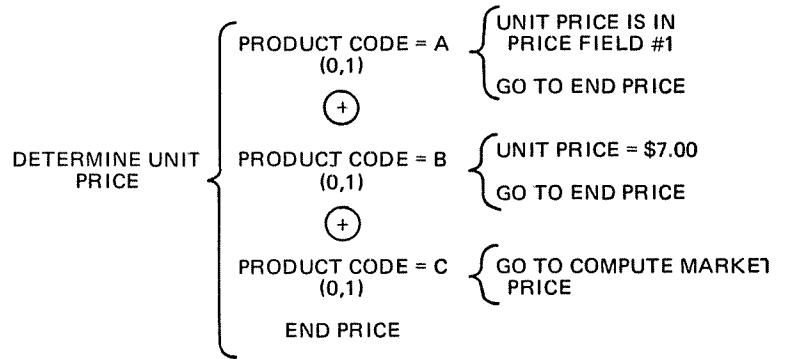 DETERMINE UNIT
PRICE
PRODUCT CODE = A
(0,1)
UNIT PRICE IS IN
PRICE FIELD #1
GO TO END PRICE
+
PRODUCT CODE = B
(0,1)
UNIT PRICE = $7.00
GO TO END PRICE
+
PRODUCT CODE = C
(0,1)
GO TO COMPUTE MARKET
PRICE
END PRICE